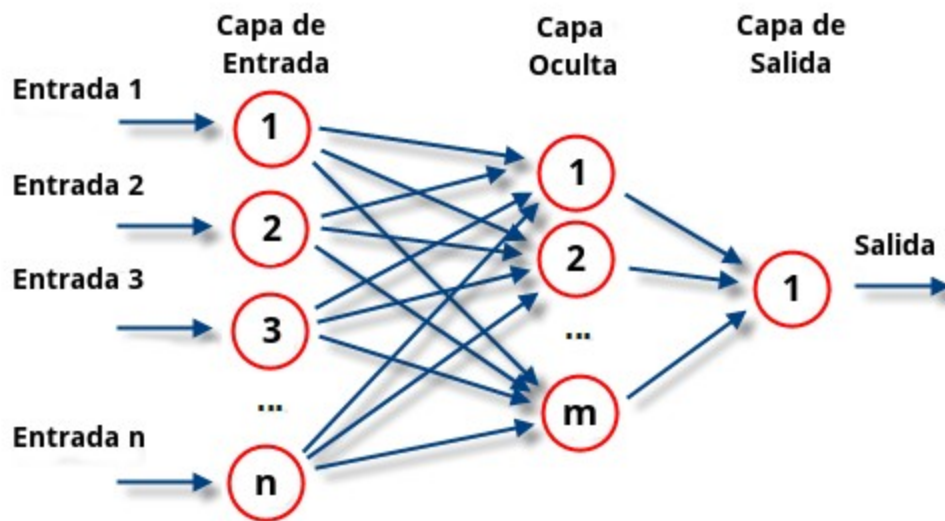 Capa de
Entrada
Capa
Oculta
Capa de
Salida
Entrada 1
1
Entrada 2
2
Entrada 3
3
...
Entrada n
n
1
2
...
m
1
Salida